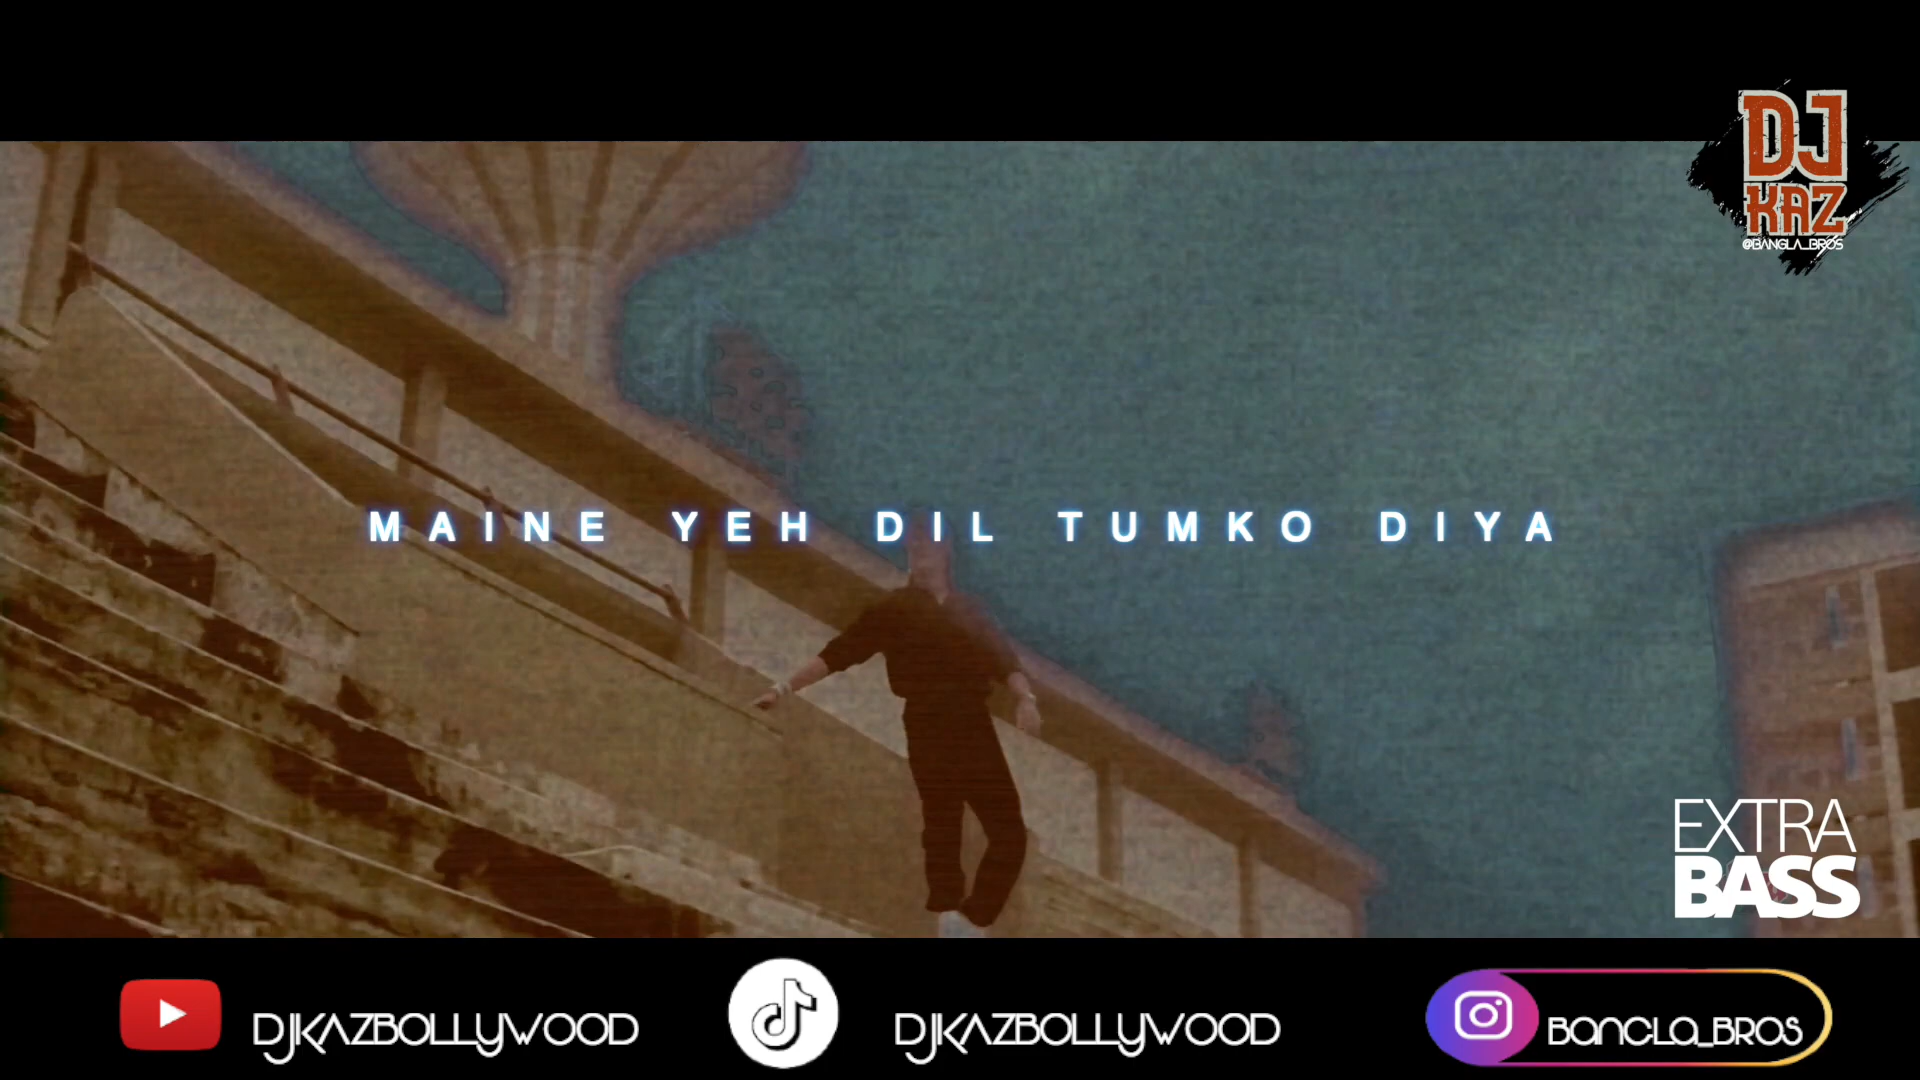 DJ
KAZ
@BANGLA_BROS
MAINE YEH DIL TUMKO DIYA
EXTRA
BASS
DJKAZBOLLYWOOD
DJKAZBOLLYWOOD
BANGLA_BROS